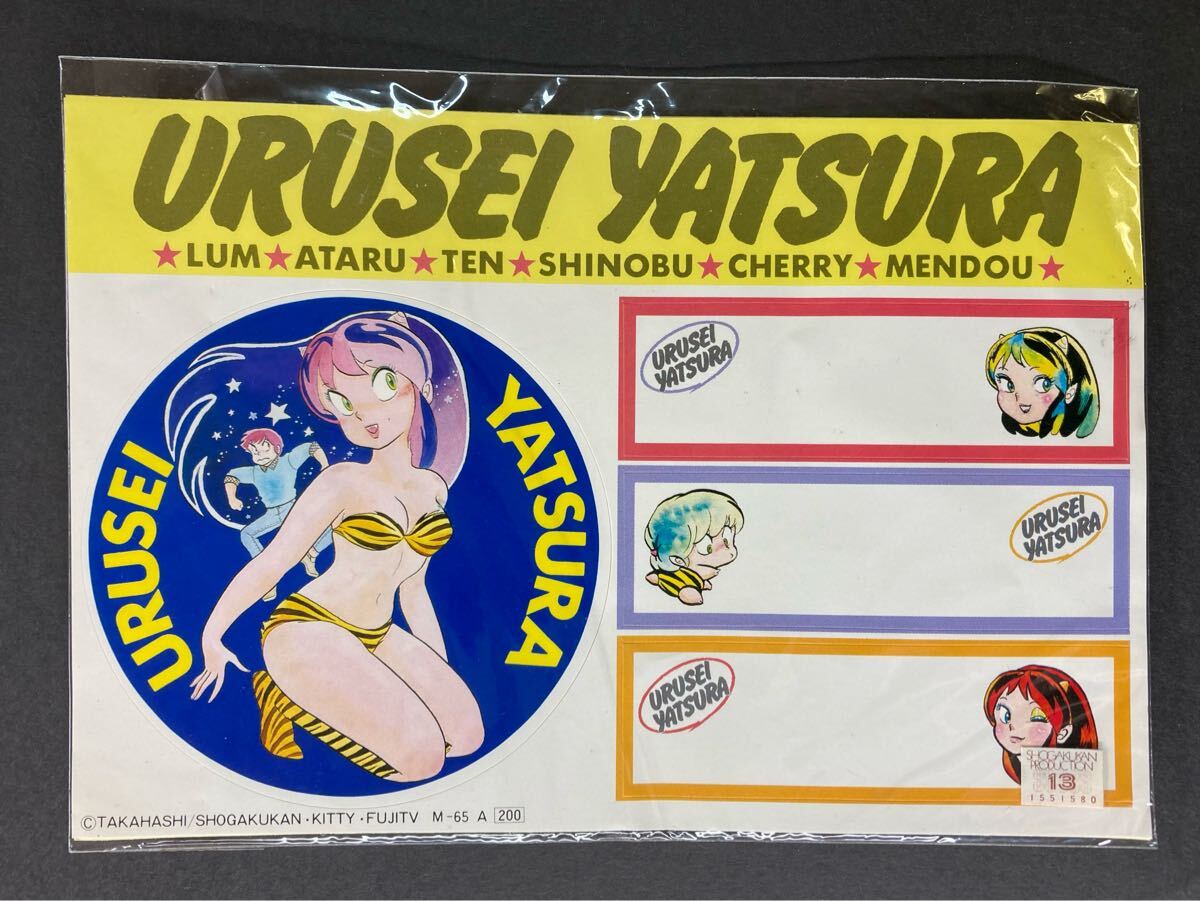 URUSEI YATSURA
★LUM★ATARU★TEN★SHINOBU★CHERRY★MENDOU★
URUSEI
YATSURA
URUSEI
YATSURA
URUSEI
YATSURA
URUSEI
YATSURA
SHOGAKUKAN
PRODUCTION
13
1551580
©TAKAHASHI/SHOGAKUKAN・KITTY・FUJITV M-65 A 200